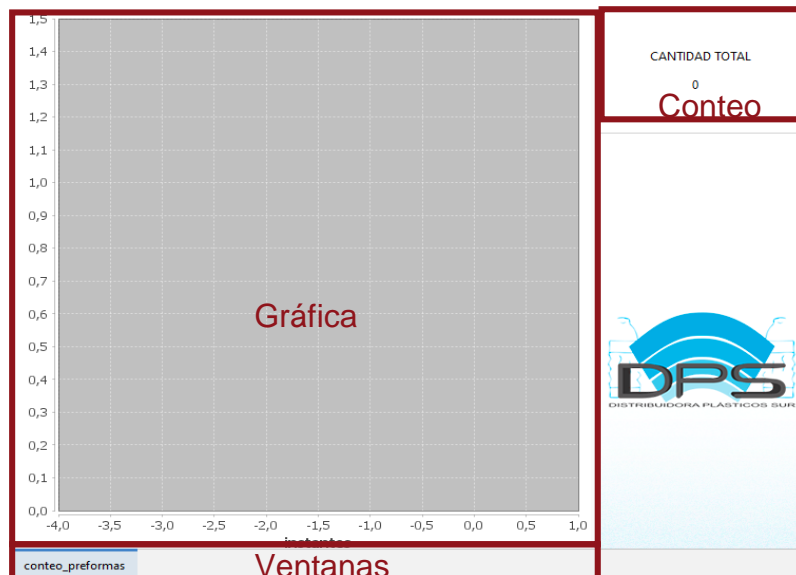 1,5
1,4
1,3
1,2
1,1
1,0
0,9
0,8
0,7
0,6
0,5
0,4
0,3
0,2
0,1
0,0
-4,0 -3,5 -3,0 -2,5 -2,0 -1,5 -1,0 -0,5 0,0 0,5 1,0
instantes
Gráfica
CANTIDAD TOTAL
0
Conteo
DPS
DISTRIBUIDORA PLÁSTICOS SUR
conteo_preformas
Ventanas